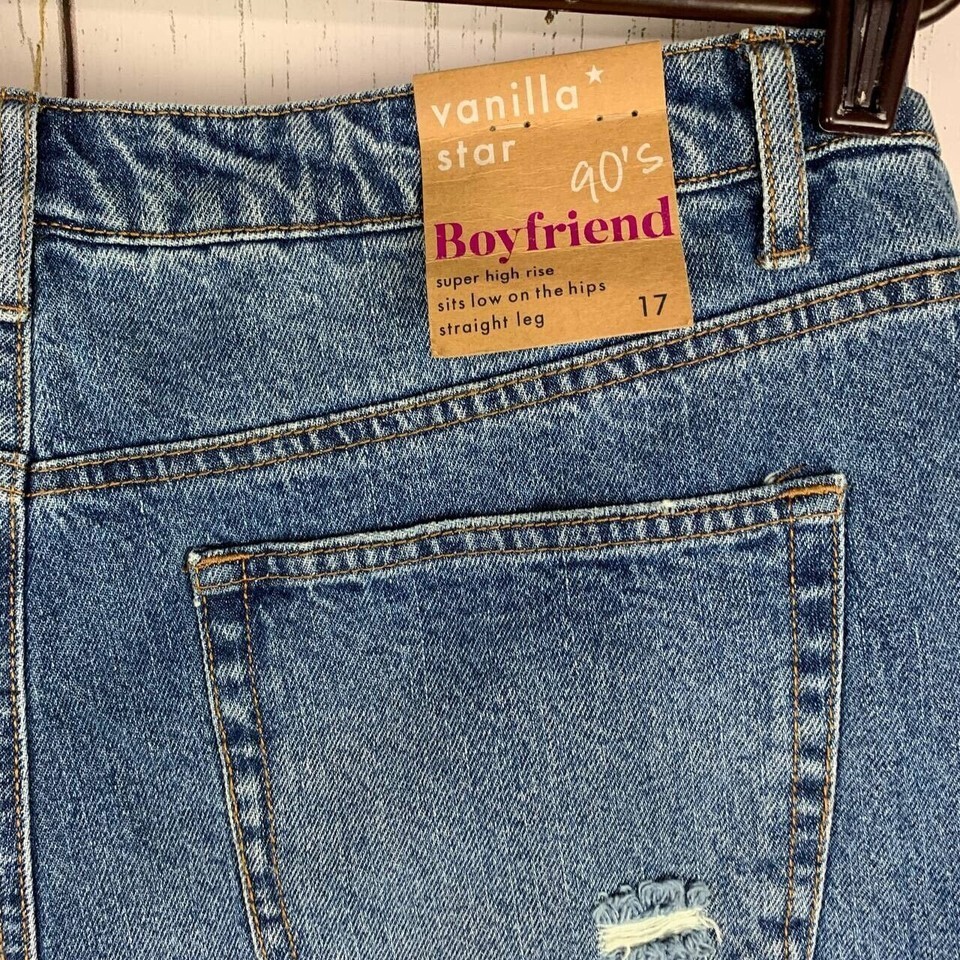 vanilla*
star
90's
Boyfriend
super high rise
sits low on the hips
straight leg 17